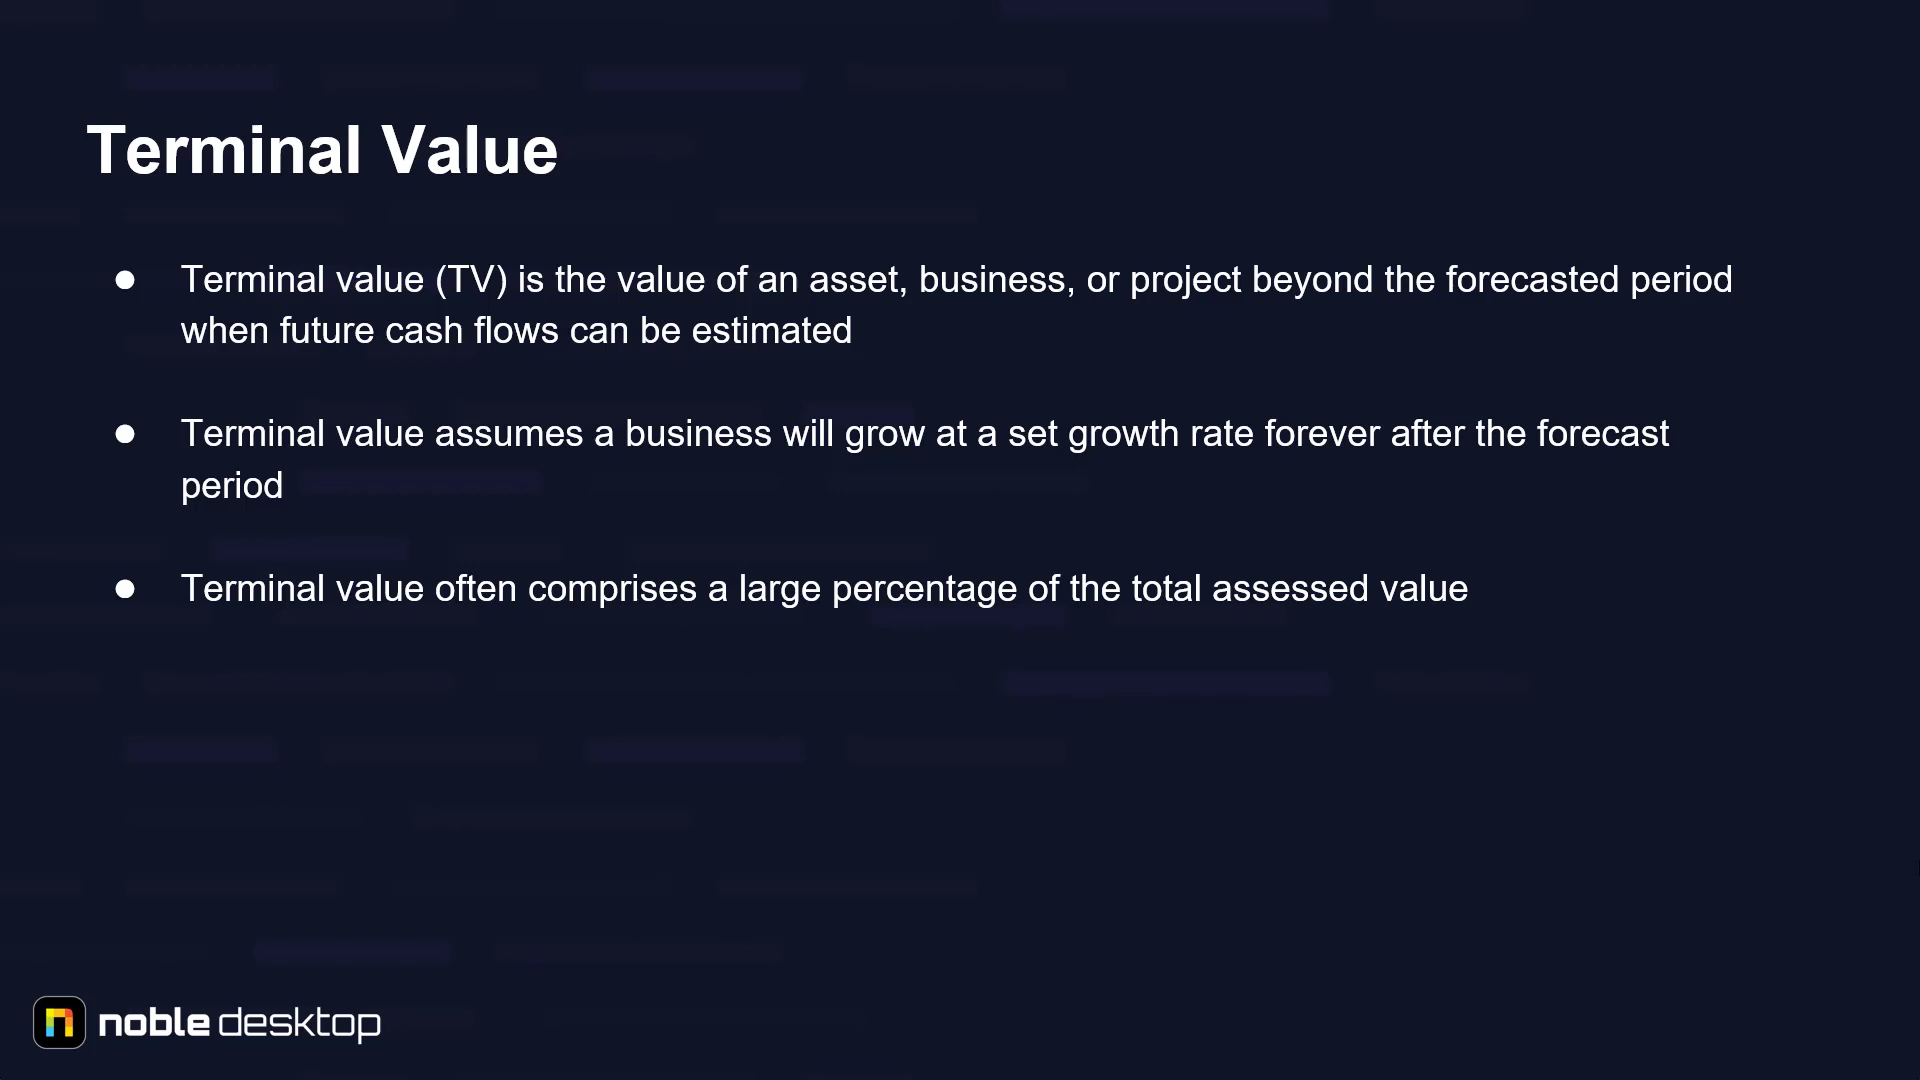 Terminal Value
● Terminal value (TV) is the value of an asset, business, or project beyond the forecasted period
when future cash flows can be estimated
● Terminal value assumes a business will grow at a set growth rate forever after the forecast
period
● Terminal value often comprises a large percentage of the total assessed value
n noble desktop